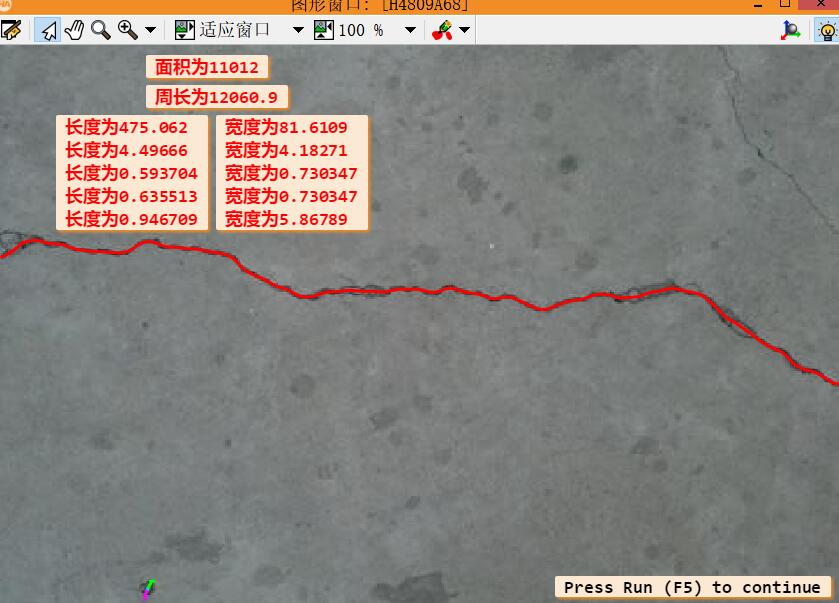 图形窗口: [H4809A68]
适应窗口 100 %
面积为11012
周长为12060.9
长度为475.062 宽度为81.6109
长度为4.49666 宽度为4.18271
长度为0.593704 宽度为0.730347
长度为0.635513 宽度为0.730347
长度为0.946709 宽度为5.86789
Press Run (F5) to continue